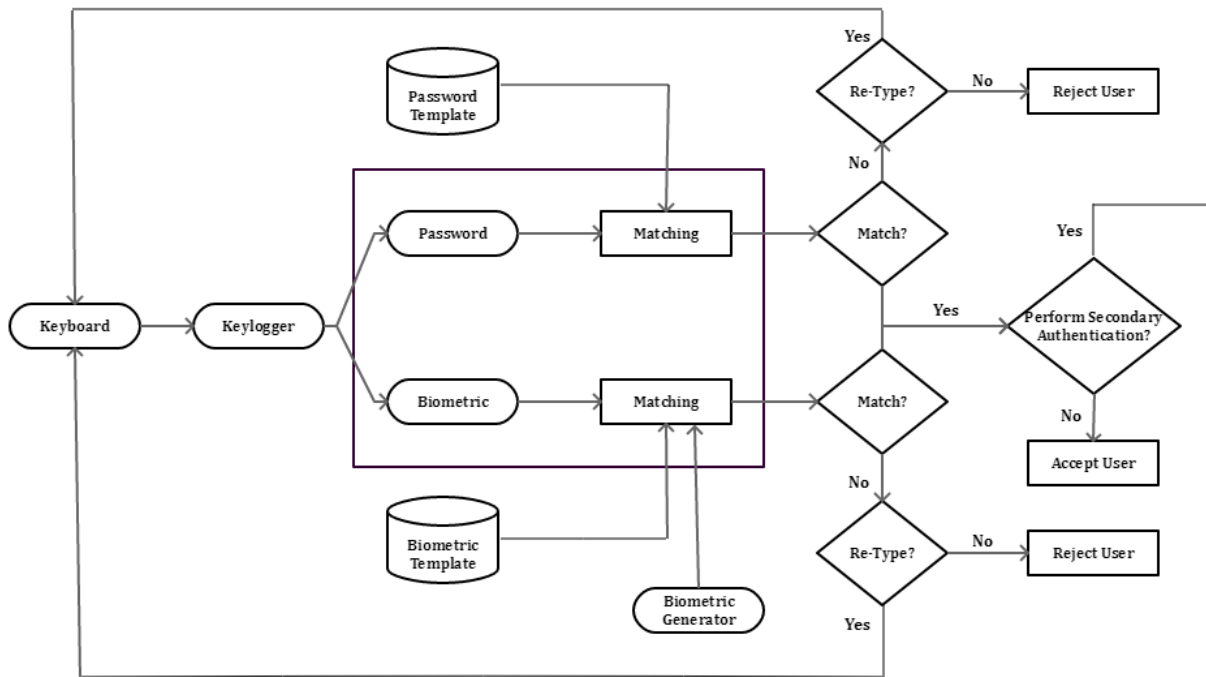 Yes
Re-Type?
No
Reject User
Password
Template
No
Password
Matching
Match?
Yes
Keyboard
Keylogger
Yes
Perform Secondary
Authentication?
Biometric
Matching
Match?
No
Accept User
No
Biometric
Template
Re-Type?
No
Reject User
Biometric
Generator
Yes